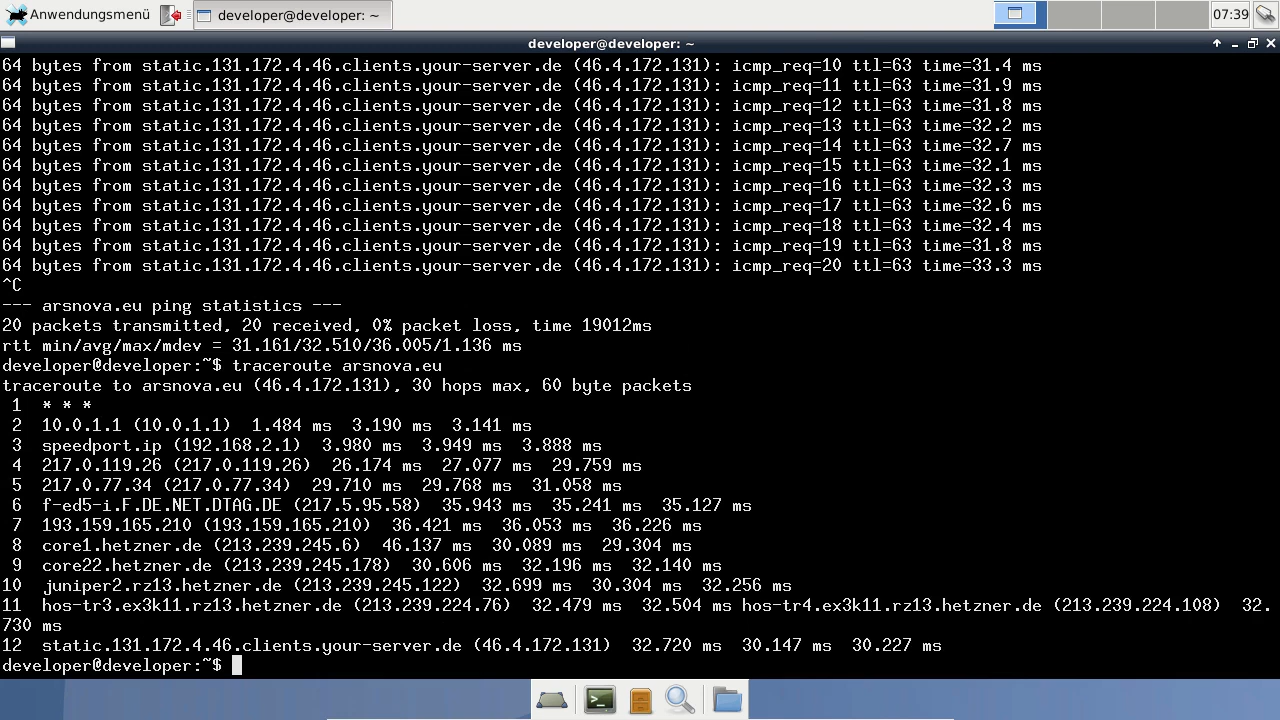 Anwendungsmenü
developer@developer: ~
07:39
developer@developer: ~
64 bytes from static.131.172.4.46.clients.your-server.de (46.4.172.131): icmp_req=10 ttl=63 time=31.4 ms
64 bytes from static.131.172.4.46.clients.your-server.de (46.4.172.131): icmp_req=11 ttl=63 time=31.9 ms
64 bytes from static.131.172.4.46.clients.your-server.de (46.4.172.131): icmp_req=12 ttl=63 time=31.8 ms
64 bytes from static.131.172.4.46.clients.your-server.de (46.4.172.131): icmp_req=13 ttl=63 time=32.2 ms
64 bytes from static.131.172.4.46.clients.your-server.de (46.4.172.131): icmp_req=14 ttl=63 time=32.7 ms
64 bytes from static.131.172.4.46.clients.your-server.de (46.4.172.131): icmp_req=15 ttl=63 time=32.1 ms
64 bytes from static.131.172.4.46.clients.your-server.de (46.4.172.131): icmp_req=16 ttl=63 time=32.3 ms
64 bytes from static.131.172.4.46.clients.your-server.de (46.4.172.131): icmp_req=17 ttl=63 time=32.6 ms
64 bytes from static.131.172.4.46.clients.your-server.de (46.4.172.131): icmp_req=18 ttl=63 time=32.4 ms
64 bytes from static.131.172.4.46.clients.your-server.de (46.4.172.131): icmp_req=19 ttl=63 time=31.8 ms
64 bytes from static.131.172.4.46.clients.your-server.de (46.4.172.131): icmp_req=20 ttl=63 time=33.3 ms
^C
--- arsnova.eu ping statistics ---
20 packets transmitted, 20 received, 0% packet loss, time 19012ms
rtt min/avg/max/mdev = 31.161/32.510/36.005/1.136 ms
developer@developer:~$ traceroute arsnova.eu
traceroute to arsnova.eu (46.4.172.131), 30 hops max, 60 byte packets
1  * * *
2  10.0.1.1 (10.0.1.1)  1.484 ms  3.190 ms  3.141 ms
3  speedport.ip (192.168.2.1)  3.980 ms  3.949 ms  3.888 ms
4  217.0.119.26 (217.0.119.26)  26.174 ms  27.077 ms  29.759 ms
5  217.0.77.34 (217.0.77.34)  29.710 ms  29.768 ms  31.058 ms
6  f-ed5-i.F.DE.NET.DTAG.DE (217.5.95.58)  35.943 ms  35.241 ms  35.127 ms
7  193.159.165.210 (193.159.165.210)  36.421 ms  36.053 ms  36.226 ms
8  core1.hetzner.de (213.239.245.6)  46.137 ms  30.089 ms  29.304 ms
9  core22.hetzner.de (213.239.245.178)  30.606 ms  32.196 ms  32.140 ms
10  juniper2.rz13.hetzner.de (213.239.245.122)  32.699 ms  30.304 ms  32.256 ms
11  hos-tr3.ex3k11.rz13.hetzner.de (213.239.224.76)  32.479 ms  32.504 ms hos-tr4.ex3k11.rz13.hetzner.de (213.239.224.108)  32.
730 ms
12  static.131.172.4.46.clients.your-server.de (46.4.172.131)  32.720 ms  30.147 ms  30.227 ms
developer@developer:~$